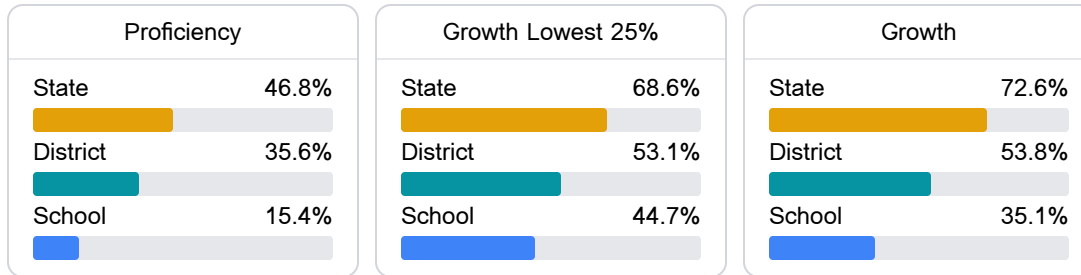 Proficiency
State 46.8%
District 35.6%
School 15.4%
Growth Lowest 25%
State 68.6%
District 53.1%
School 44.7%
Growth
State 72.6%
District 53.8%
School 35.1%